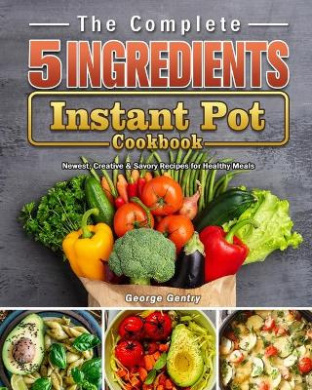 The Complete
5 INGREDIENTS
Instant Pot
Cookbook
Newest, Creative & Savory Recipes for Healthy Meals
George Gentry